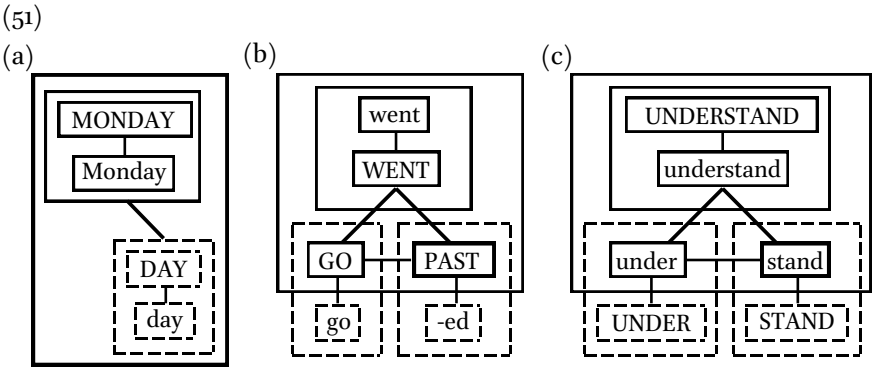 (51)
(a) (b) (c)
MONDAY went UNDERSTAND
Monday WENT understand
DAY GO PAST under stand
day go -ed UNDER STAND